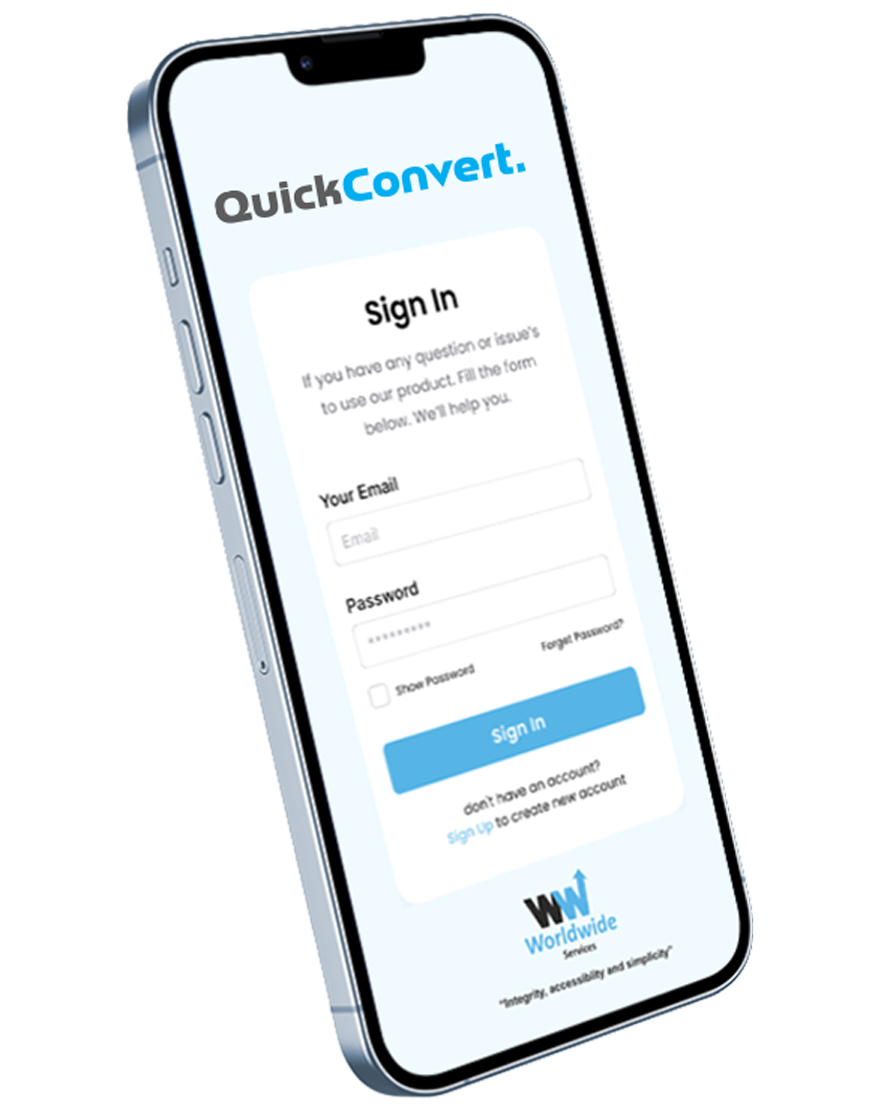 QuickConvert.
Sign In
If you have any question or issue's
to use our product. Fill the form
below. We'll help you.
Your Email
Email
Password
*********
Show Password
Forget Password?
Sign In
don't have an account?
Sign Up to create new account
WW
Worldwide
Services
"Integrity, accessiblity and simplicity"